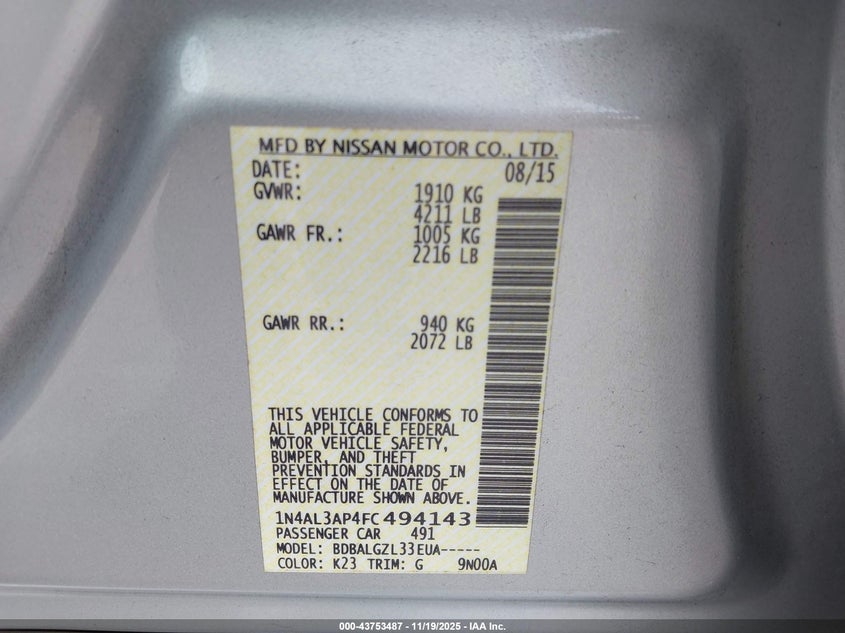 MFD BY NISSAN MOTOR CO., LTD.
DATE: 08/15
GVWR: 1910 KG
4211 LB
GAWR FR.: 1005 KG
2216 LB
GAWR RR.: 940 KG
2072 LB
THIS VEHICLE CONFORMS TO
ALL APPLICABLE FEDERAL
MOTOR VEHICLE SAFETY,
BUMPER, AND THEFT
PREVENTION STANDARDS IN
EFFECT ON THE DATE OF
MANUFACTURE SHOWN ABOVE.
1N4AL3AP4FC494143
PASSENGER CAR 491
MODEL: BDBALGZL33EUA-----
COLOR: K23 TRIM: G 9N00A
000-43753487 - 11/19/2025 - IAA Inc.